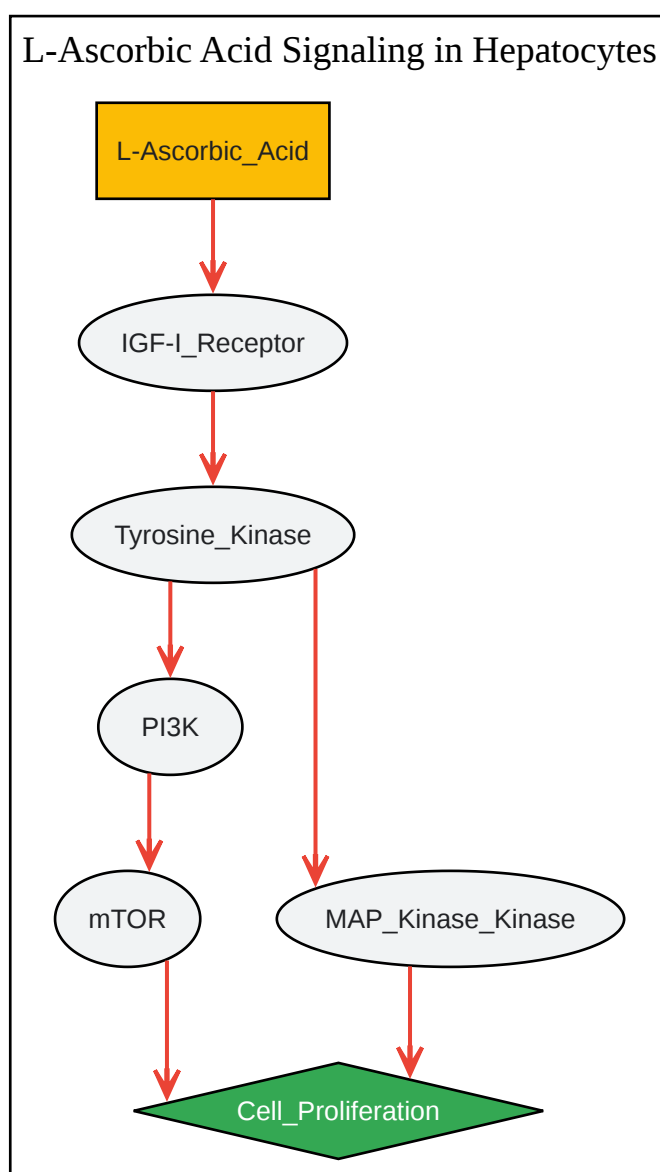 L-Ascorbic Acid Signaling in Hepatocytes
L-Ascorbic_Acid
IGF-I_Receptor
Tyrosine_Kinase
PI3K
mTOR
MAP_Kinase_Kinase
Cell_Proliferation